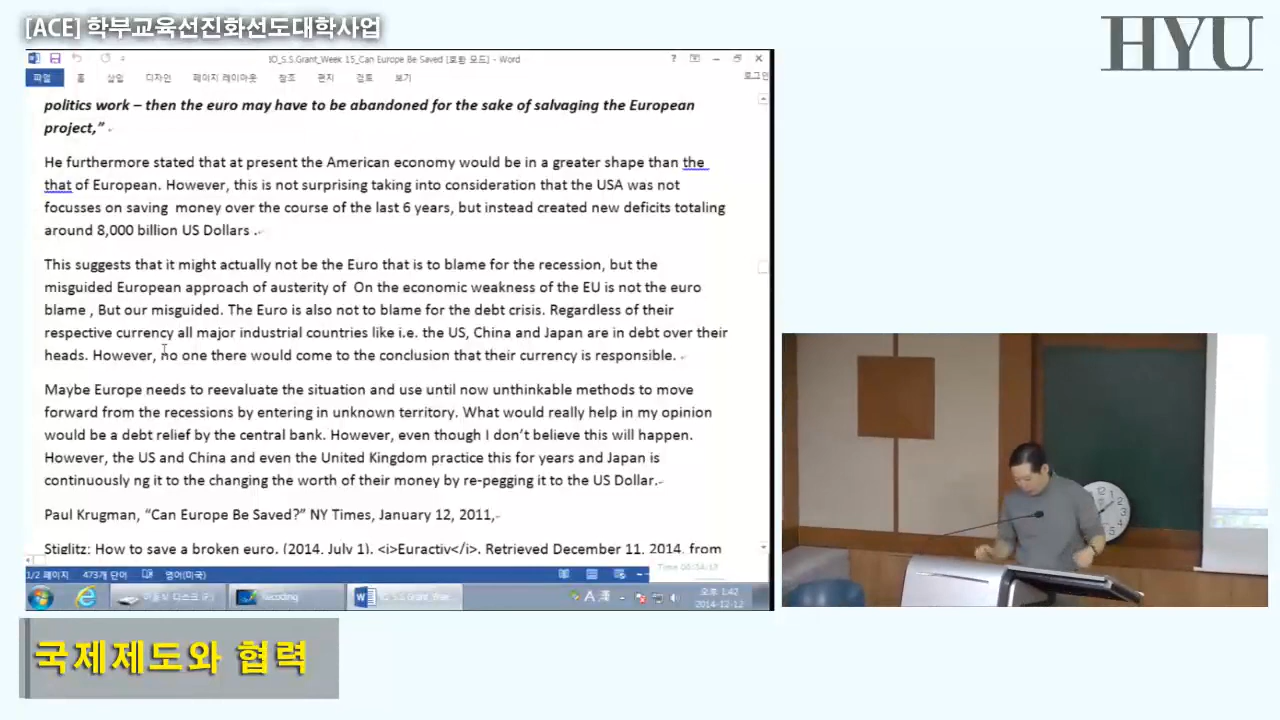 [ACE] 학부교육선진화선도대학사업
HYU
IO_S.S.Grant_Week 15_Can Europe Be Saved [호환 모드] - Word
파일 홈 삽입 디자인 페이지 레이아웃 참조 편지 검토 보기 로그인
politics work – then the euro may have to be abandoned for the sake of salvaging the European
project,”
He furthermore stated that at present the American economy would be in a greater shape than the
that of European. However, this is not surprising taking into consideration that the USA was not
focusses on saving money over the course of the last 6 years, but instead created new deficits totaling
around 8,000 billion US Dollars .
This suggests that it might actually not be the Euro that is to blame for the recession, but the
misguided European approach of austerity of On the economic weakness of the EU is not the euro
blame , But our misguided. The Euro is also not to blame for the debt crisis. Regardless of their
respective currency all major industrial countries like i.e. the US, China and Japan are in debt over their
heads. However, no one there would come to the conclusion that their currency is responsible.
Maybe Europe needs to reevaluate the situation and use until now unthinkable methods to move
forward from the recessions by entering in unknown territory. What would really help in my opinion
would be a debt relief by the central bank. However, even though I don’t believe this will happen.
However, the US and China and even the United Kingdom practice this for years and Japan is
continuously ng it to the changing the worth of their money by re-pegging it to the US Dollar.
Paul Krugman, “Can Europe Be Saved?” NY Times, January 12, 2011,
Stiglitz: How to save a broken euro. (2014, July 1). <i>Euractiv</i>. Retrieved December 11, 2014, from
1/2 페이지 473개 단어 영어(미국)
이동식 디스크 (F:) Recoding IO_S.S.Grant_Wee...
A 漢
오후 1:42
2014-12-12
국제제도와 협력